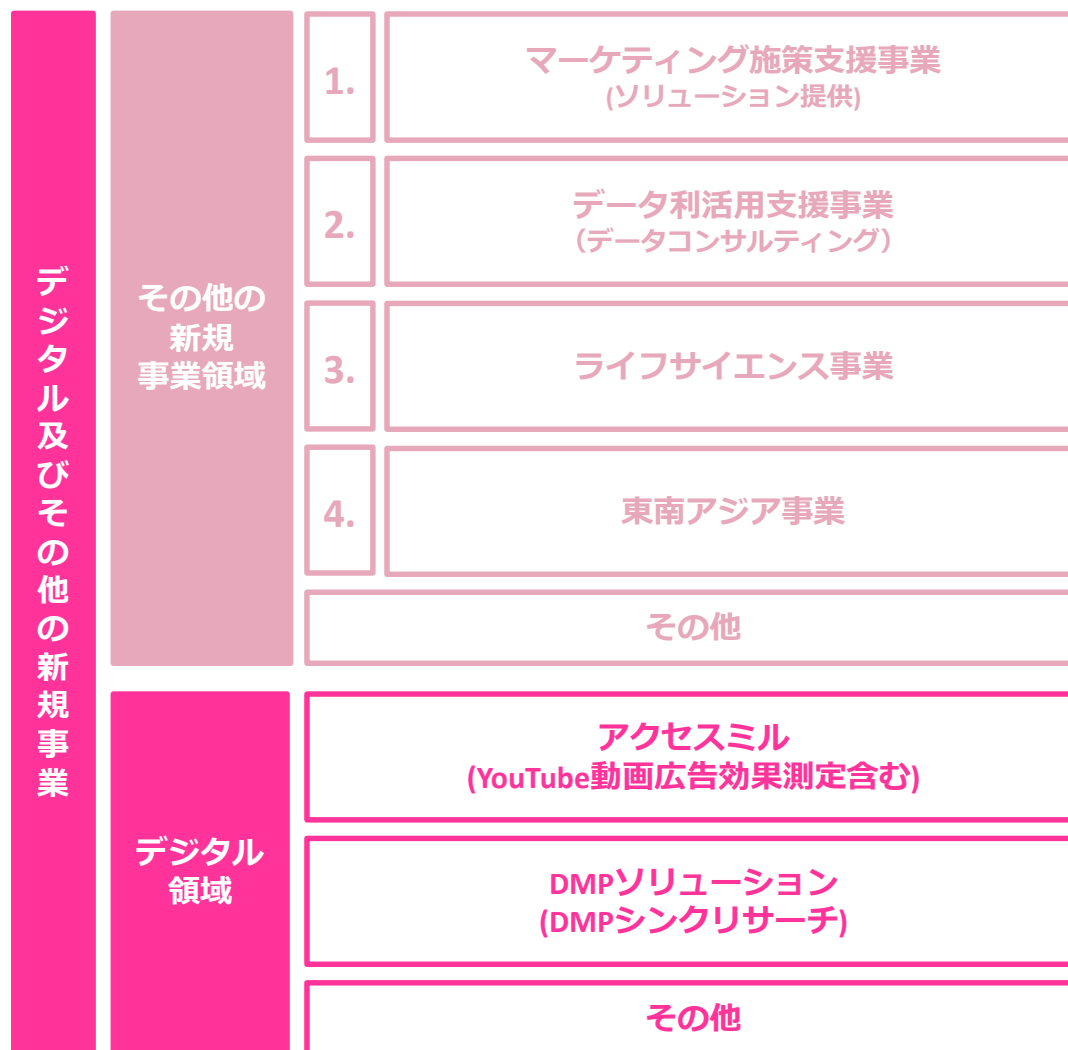 デジタル及びその他の新規事業
その他の
新規
事業領域
1.
マーケティング施策支援事業
(ソリューション提供)
2.
データ利活用支援事業
（データコンサルティング）
3.
ライフサイエンス事業
4.
東南アジア事業
その他
デジタル
領域
アクセスミル
(YouTube動画広告効果測定含む)
DMPソリューション
(DMPシンクリサーチ)
その他